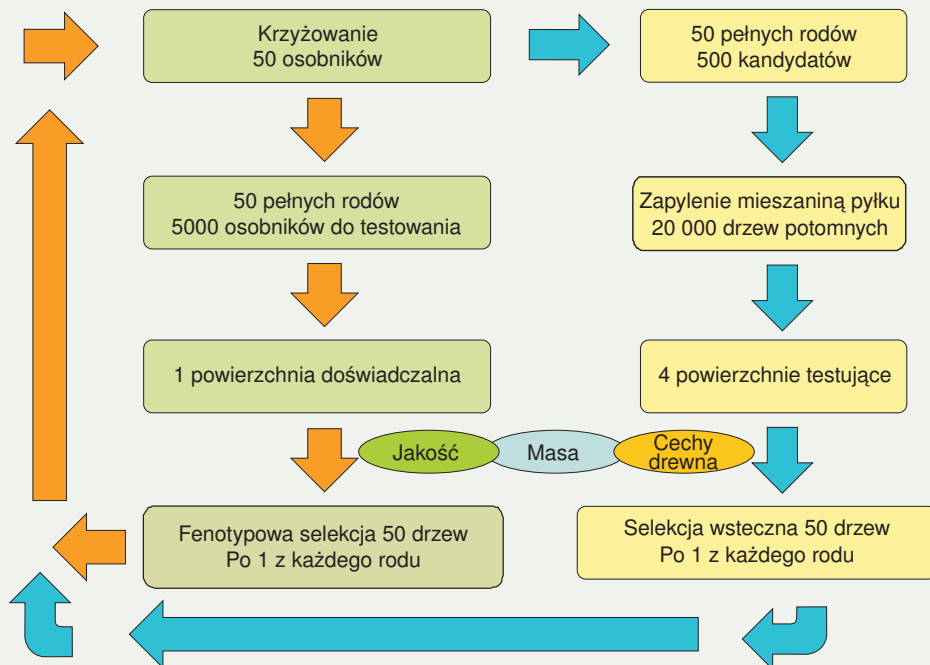 Krzyżowanie
50 osobników
50 pełnych rodów
500 kandydatów
50 pełnych rodów
5000 osobników do testowania
Zapylenie mieszaniną pyłku
20 000 drzew potomnych
1 powierzchnia doświadczalna
4 powierzchnie testujące
Jakość
Masa
Cechy
drewna
Fenotypowa selekcja 50 drzew
Po 1 z każdego rodu
Selekcja wsteczna 50 drzew
Po 1 z każdego rodu